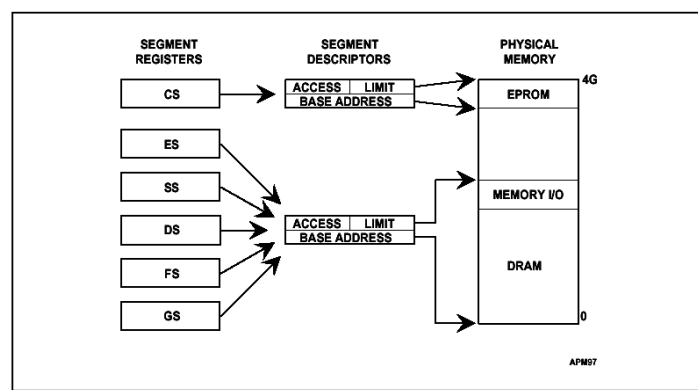 SEGMENT REGISTERS
SEGMENT DESCRIPTORS
PHYSICAL MEMORY
CS
ACCESS LIMIT
BASE ADDRESS
4G
EPROM
ES
SS
DS
FS
GS
ACCESS LIMIT
BASE ADDRESS
MEMORY I/O
DRAM
0
APM97